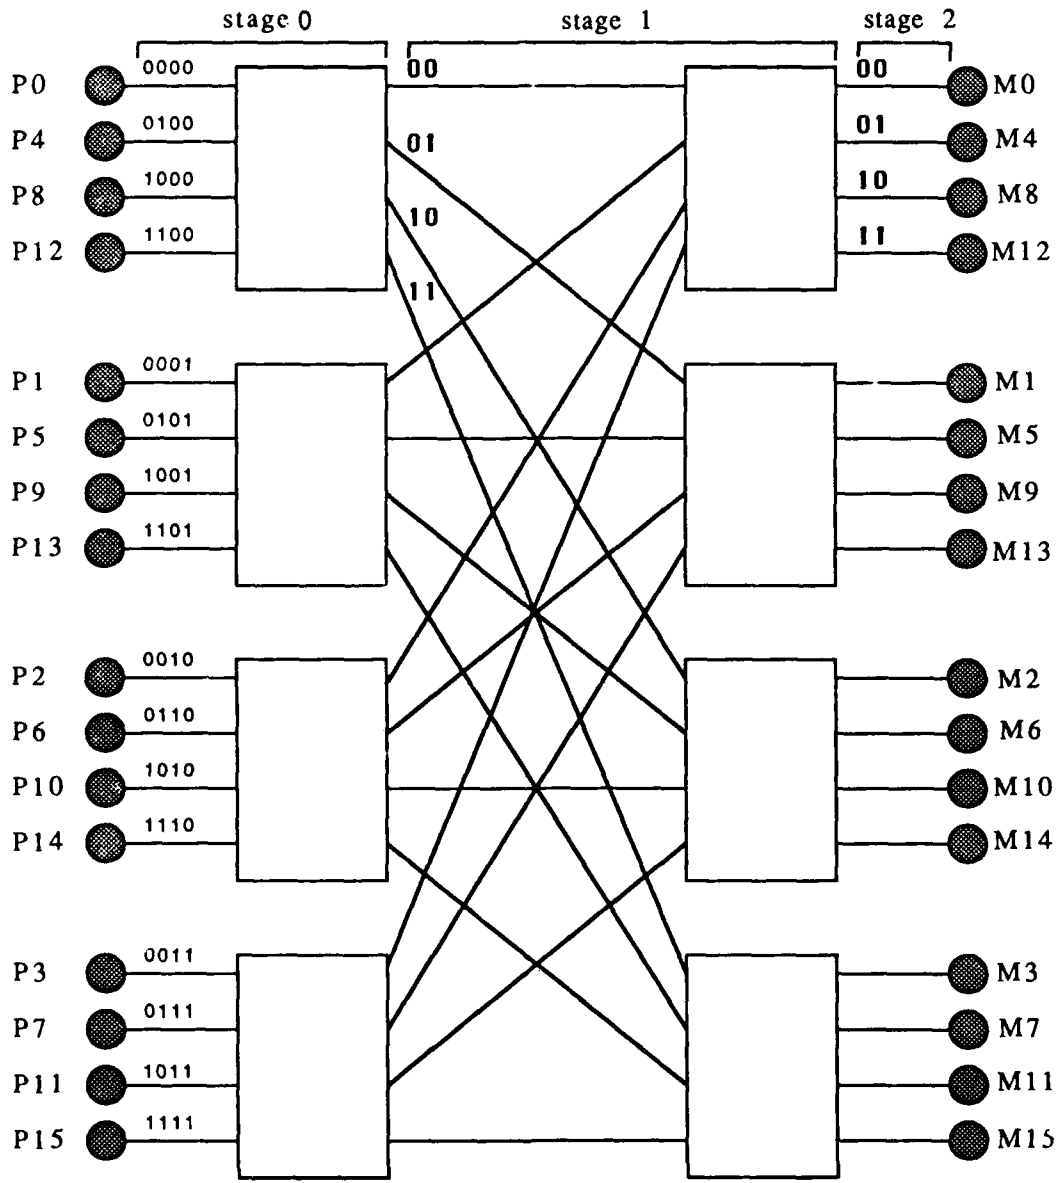 stage 0 stage 1 stage 2
P0 0000 00 00 M0
P4 0100 01 01 M4
P8 1000 10 10 M8
P12 1100 11 11 M12
P1 0001 M1
P5 0101 M5
P9 1001 M9
P13 1101 M13
P2 0010 M2
P6 0110 M6
P10 1010 M10
P14 1110 M14
P3 0011 M3
P7 0111 M7
P11 1011 M11
P15 1111 M15